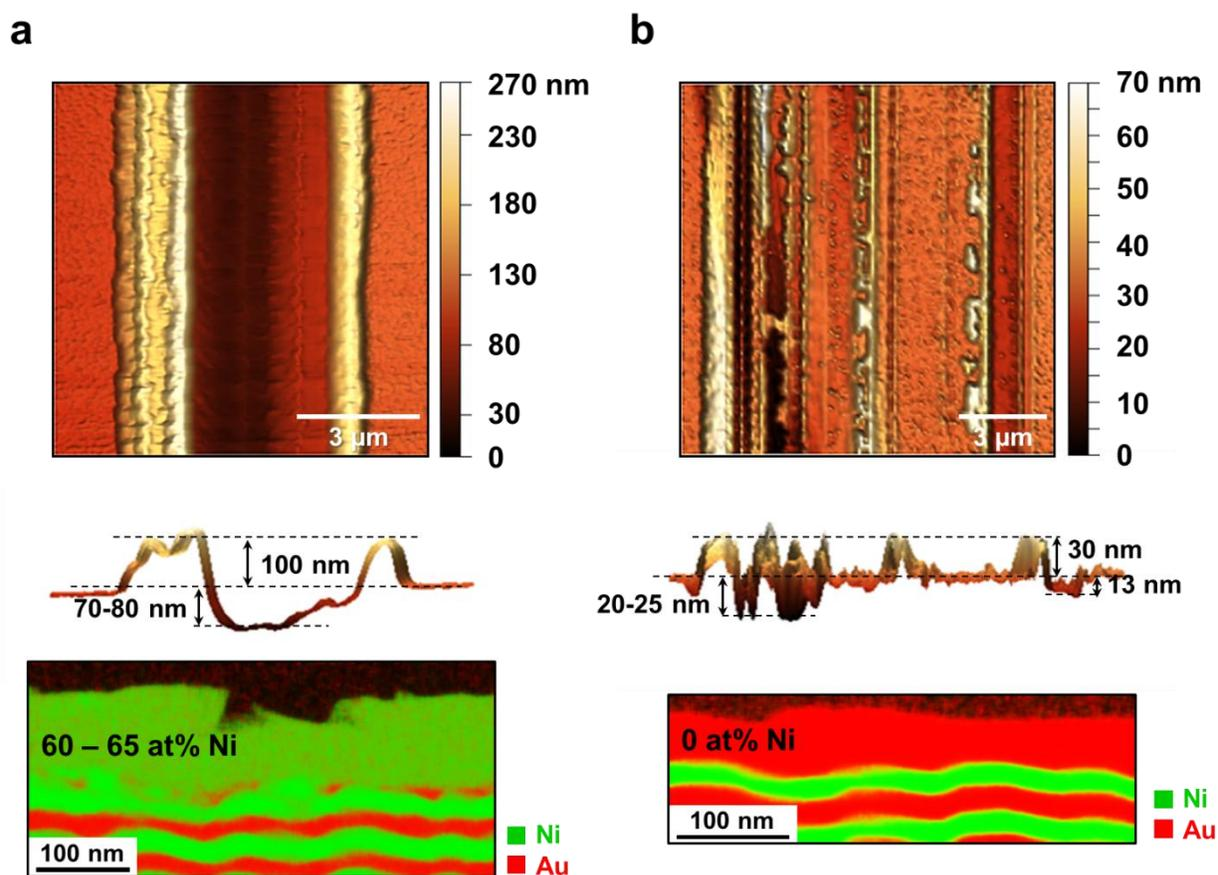 a
270 nm
230
180
130
80
30
0
3 µm
100 nm
70-80 nm
60 – 65 at% Ni
100 nm
Ni
Au
b
70 nm
60
50
40
30
20
10
0
3 µm
30 nm
13 nm
20-25 nm
0 at% Ni
100 nm
Ni
Au